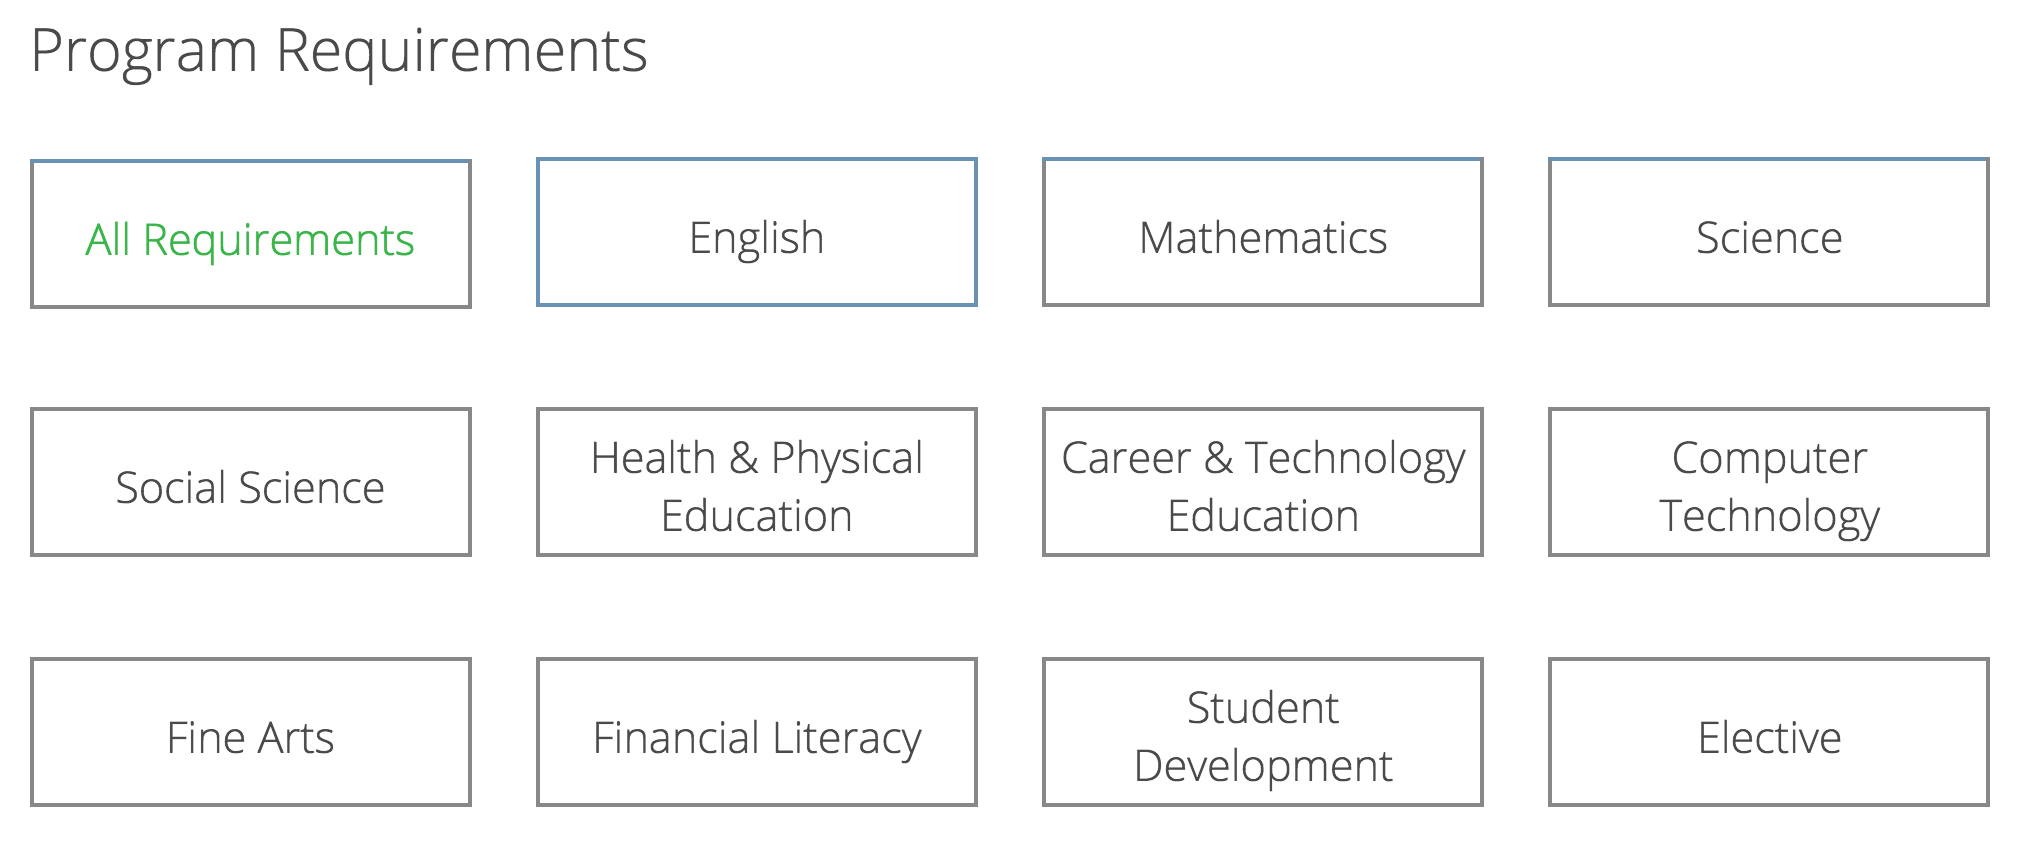 Program Requirements
All Requirements
English
Mathematics
Science
Social Science
Health & Physical
Education
Career & Technology
Education
Computer
Technology
Fine Arts
Financial Literacy
Student
Development
Elective